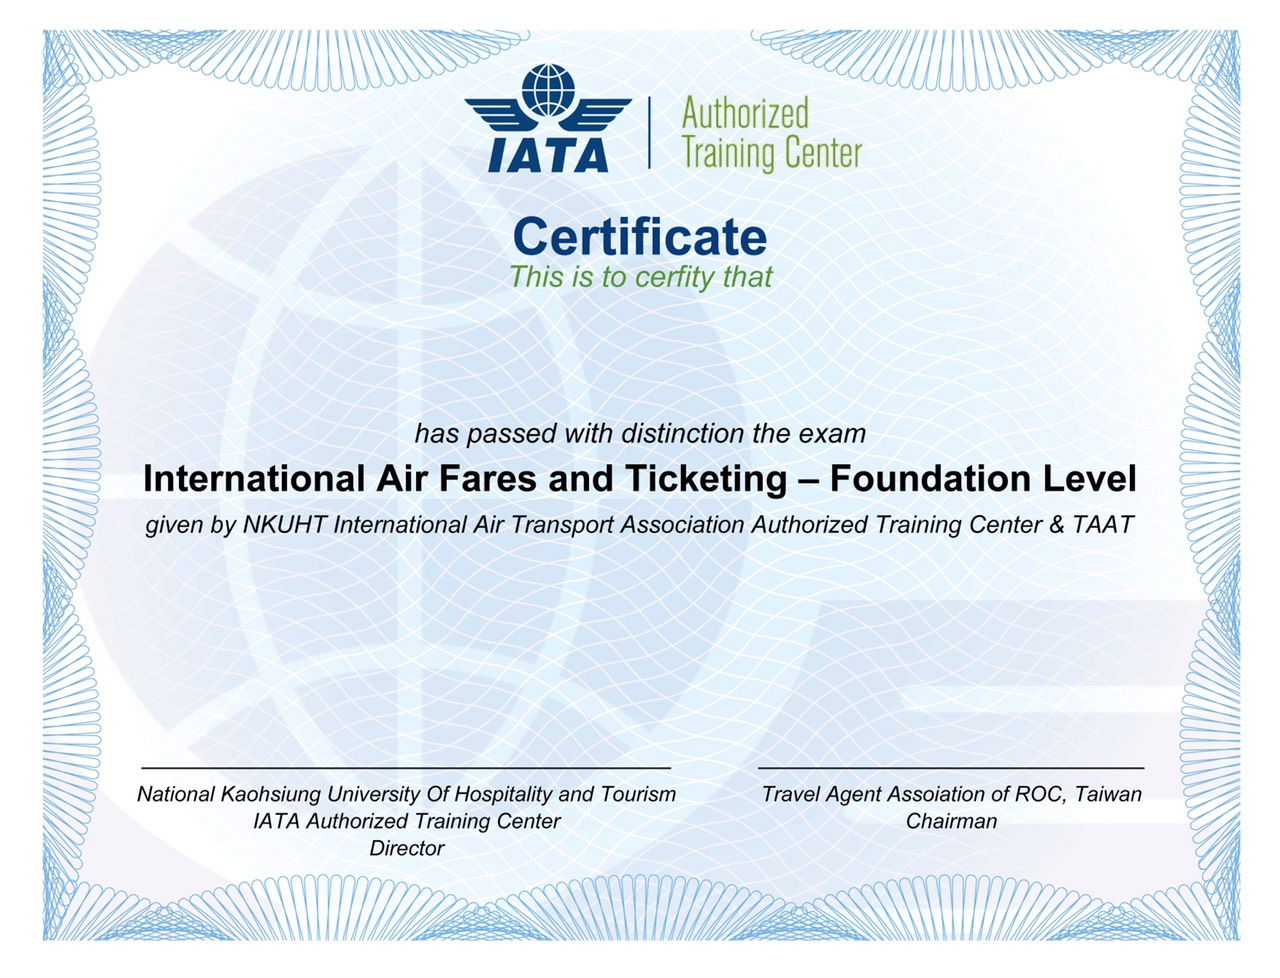 IATA
Authorized
Training Center
Certificate
This is to cerfity that
has passed with distinction the exam
International Air Fares and Ticketing – Foundation Level
given by NKUHT International Air Transport Association Authorized Training Center & TAAT
National Kaohsiung University Of Hospitality and Tourism
IATA Authorized Training Center
Director
Travel Agent Assoiation of ROC, Taiwan
Chairman